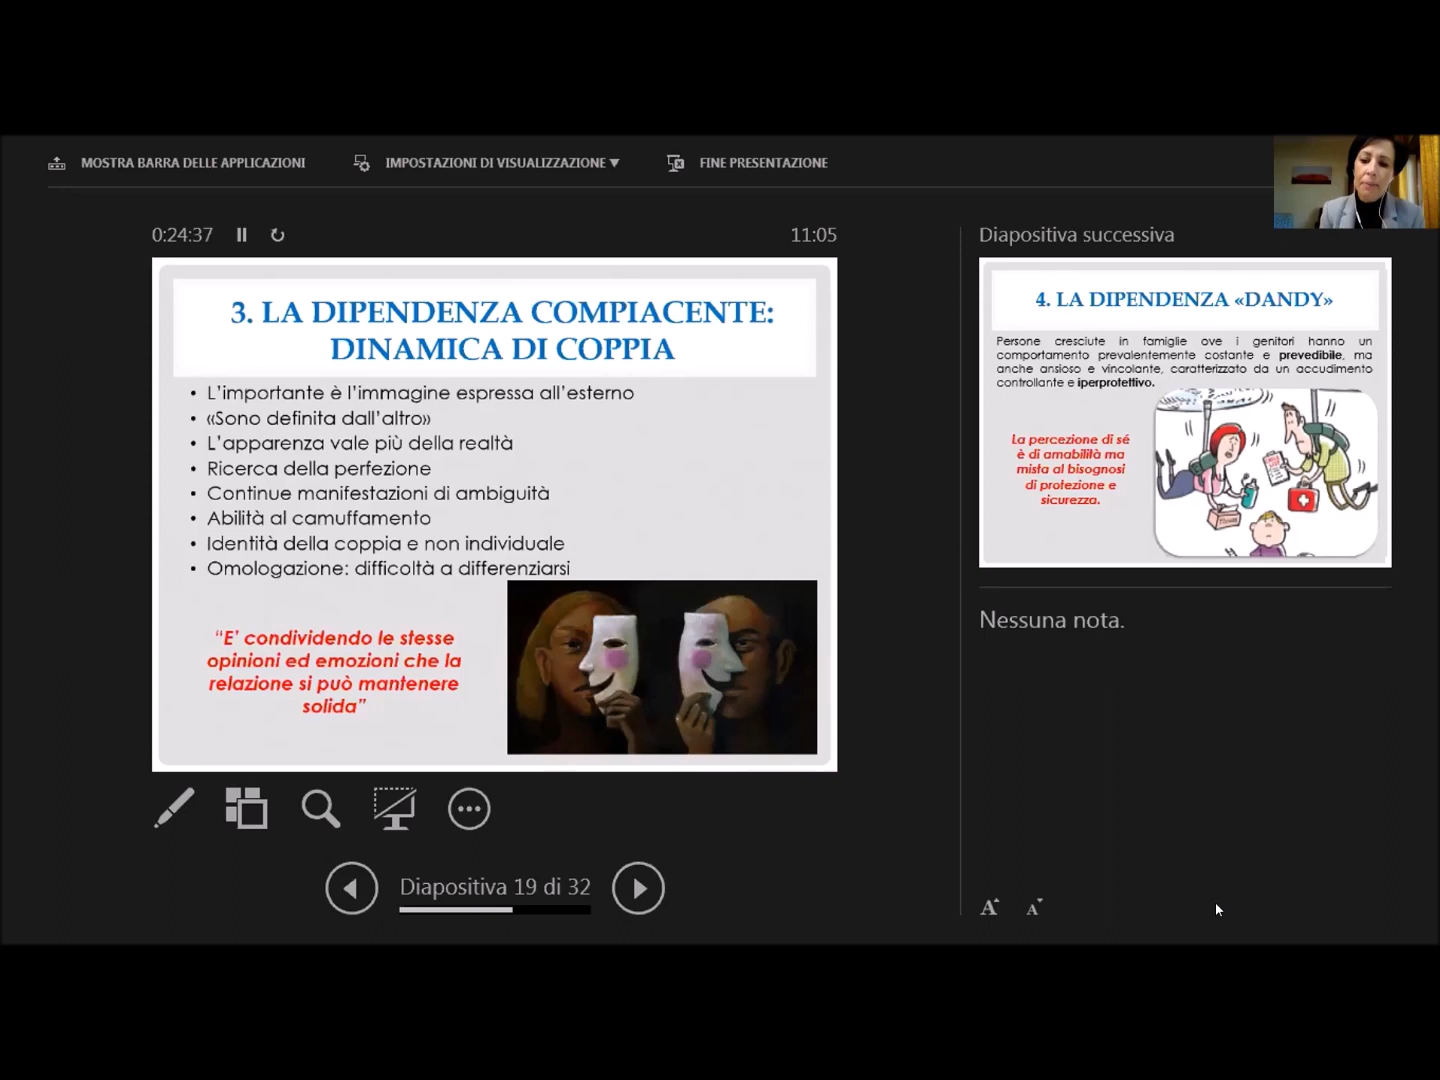 MOSTRA BARRA DELLE APPLICAZIONI
IMPOSTAZIONI DI VISUALIZZAZIONE ▼
FINE PRESENTAZIONE
0:24:37
11:05
3. LA DIPENDENZA COMPIACENTE:
DINAMICA DI COPPIA
• L’importante è l’immagine espressa all’esterno
• «Sono definita dall’altro»
• L’apparenza vale più della realtà
• Ricerca della perfezione
• Continue manifestazioni di ambiguità
• Abilità al camuffamento
• Identità della coppia e non individuale
• Omologazione: difficoltà a differenziarsi
“E’ condividendo le stesse
opinioni ed emozioni che la
relazione si può mantenere
solida”
Diapositiva 19 di 32
Diapositiva successiva
4. LA DIPENDENZA «DANDY»
Persone cresciute in famiglie ove i genitori hanno un
comportamento prevalentemente costante e prevedibile, ma
anche ansioso e vincolante, caratterizzato da un accudimento
controllante e iperprotettivo.
La percezione di sé
è di amabilità ma
mista al bisognosi
di protezione e
sicurezza.
Nessuna nota.
A A